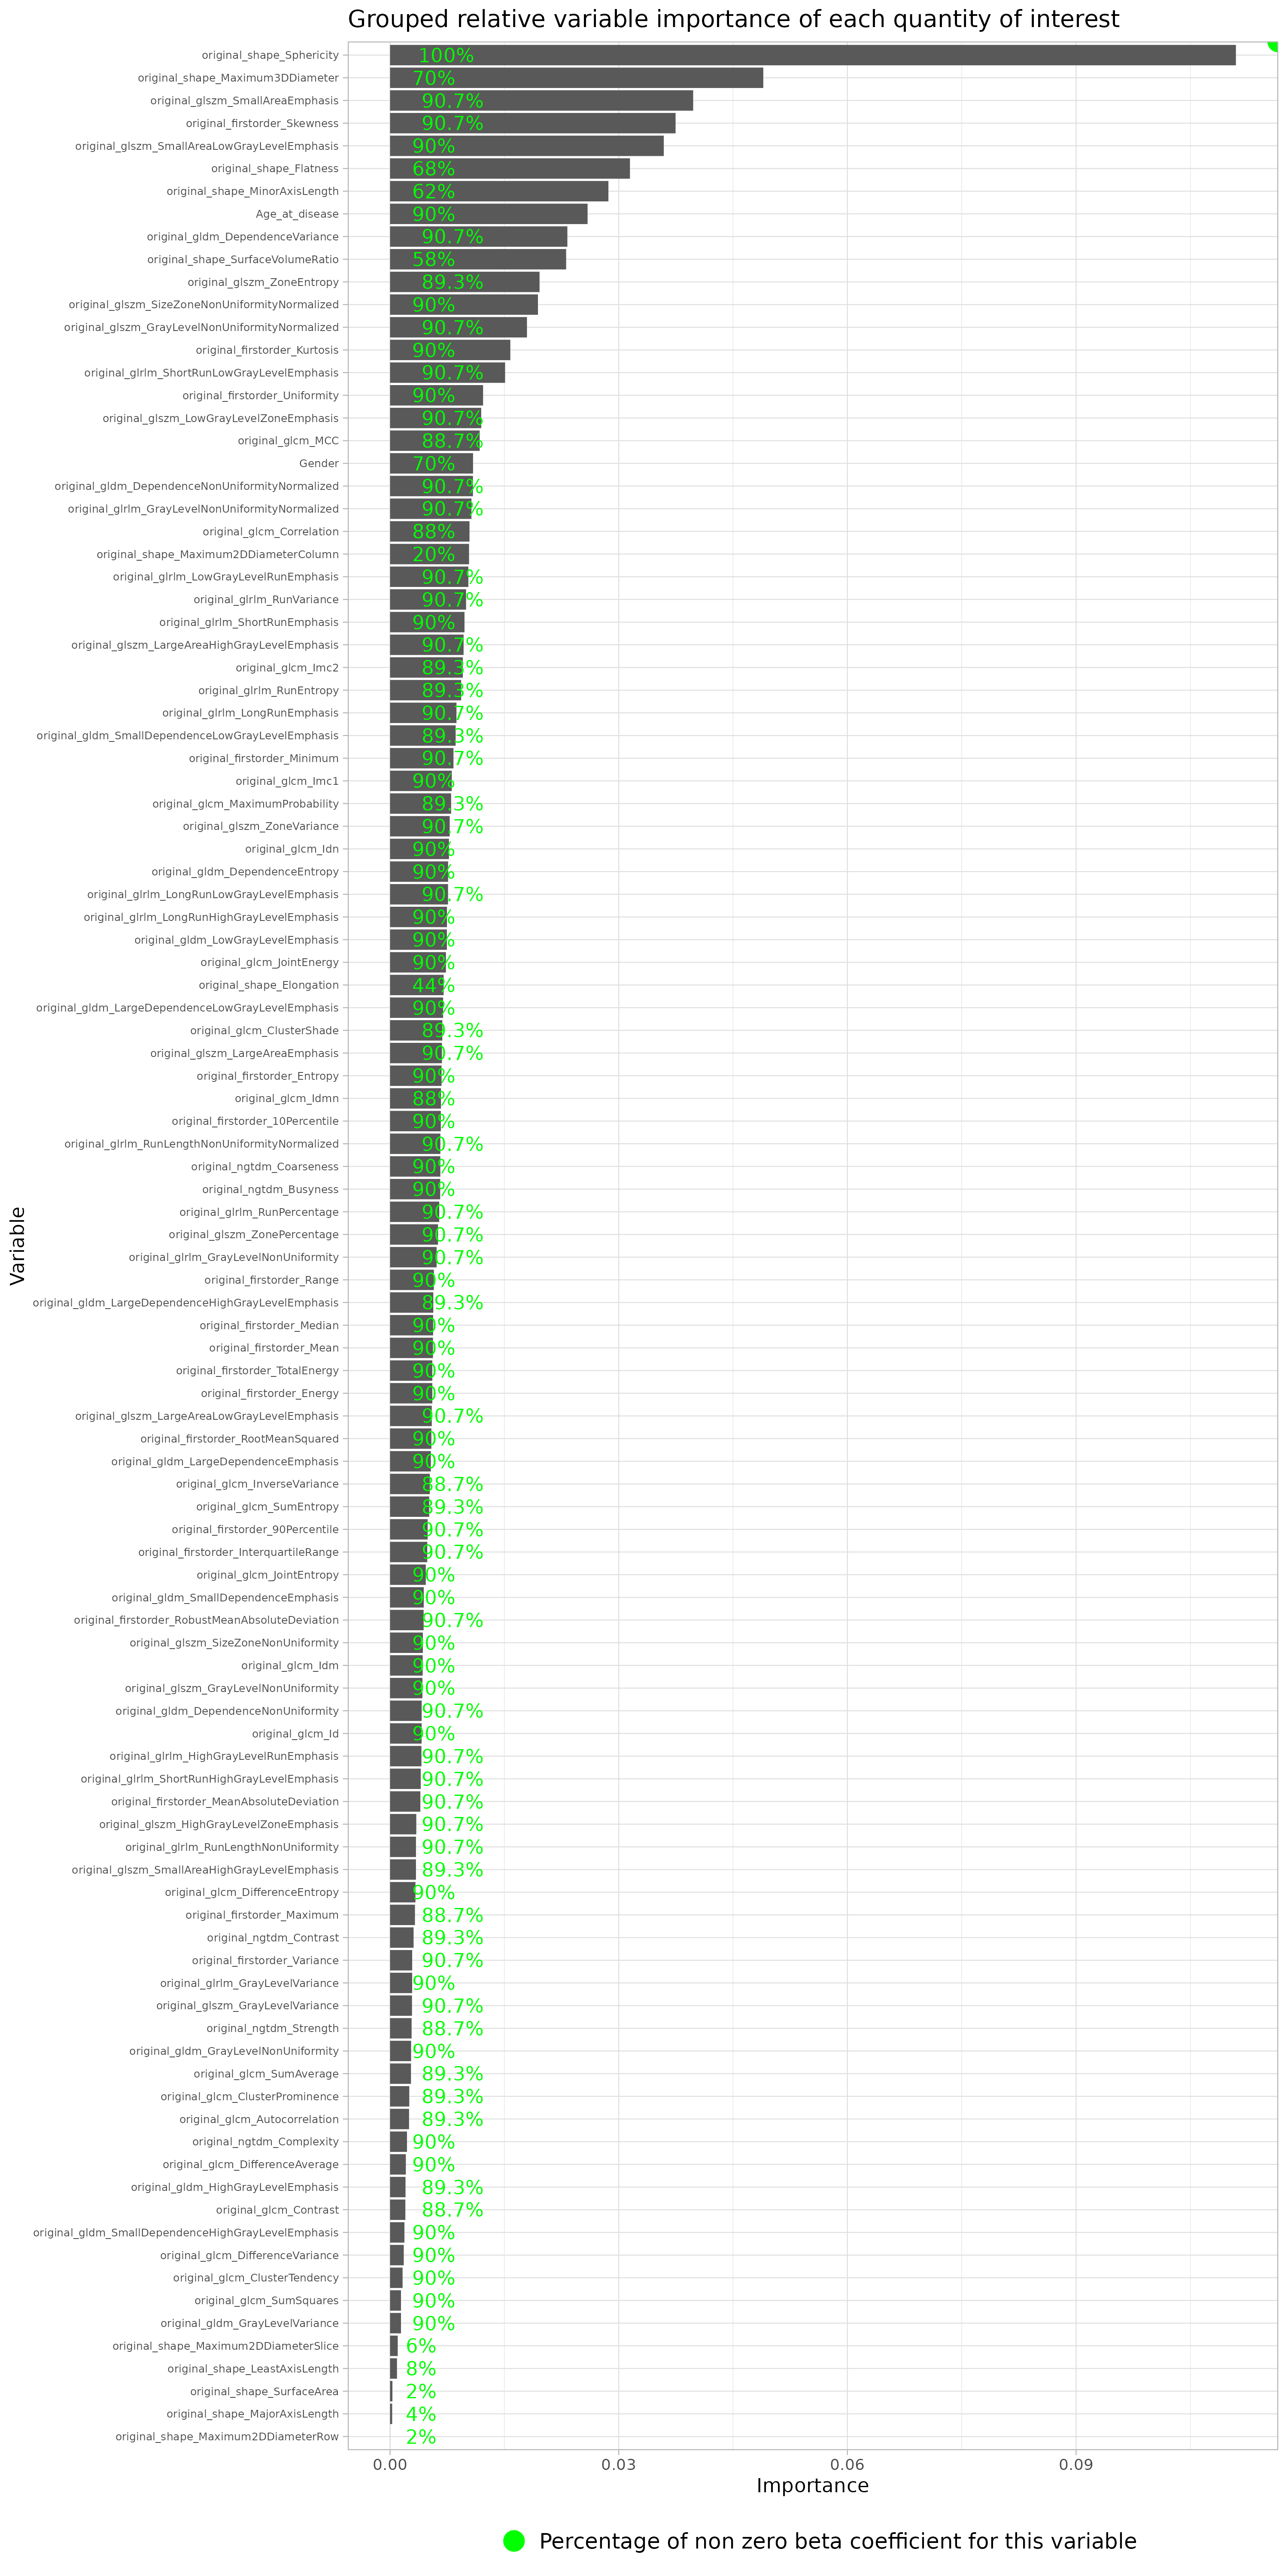 Grouped relative variable importance of each quantity of interest
original_shape_Sphericity 100%
original_shape_Maximum3DDiameter 70%
original_glszm_SmallAreaEmphasis 90.7%
original_firstorder_Skewness 90.7%
original_glszm_SmallAreaLowGrayLevelEmphasis 90%
original_shape_Flatness 68%
original_shape_MinorAxisLength 62%
Age_at_disease 90%
original_gldm_DependenceVariance 90.7%
original_shape_SurfaceVolumeRatio 58%
original_glszm_ZoneEntropy 89.3%
original_glszm_SizeZoneNonUniformityNormalized 90%
original_glszm_GrayLevelNonUniformityNormalized 90.7%
original_firstorder_Kurtosis 90%
original_glrlm_ShortRunLowGrayLevelEmphasis 90.7%
original_firstorder_Uniformity 90%
original_glszm_LowGrayLevelZoneEmphasis 90.7%
original_glcm_MCC 88.7%
Gender 70%
original_gldm_DependenceNonUniformityNormalized 90.7%
original_glrlm_GrayLevelNonUniformityNormalized 90.7%
original_glcm_Correlation 88%
original_shape_Maximum2DDiameterColumn 20%
original_glrlm_LowGrayLevelRunEmphasis 90.7%
original_glrlm_RunVariance 90.7%
original_glrlm_ShortRunEmphasis 90%
original_glszm_LargeAreaHighGrayLevelEmphasis 90.7%
original_glcm_Imc2 89.3%
original_glrlm_RunEntropy 89.3%
original_glrlm_LongRunEmphasis 90.7%
original_gldm_SmallDependenceLowGrayLevelEmphasis 89.3%
original_firstorder_Minimum 90.7%
original_glcm_Imc1 90%
original_glcm_MaximumProbability 89.3%
original_glszm_ZoneVariance 90.7%
original_glcm_Idn 90%
original_gldm_DependenceEntropy 90%
original_glrlm_LongRunLowGrayLevelEmphasis 90.7%
original_glrlm_LongRunHighGrayLevelEmphasis 90%
original_gldm_LowGrayLevelEmphasis 90%
original_glcm_JointEnergy 90%
original_shape_Elongation 44%
original_gldm_LargeDependenceLowGrayLevelEmphasis 90%
original_glcm_ClusterShade 89.3%
original_glszm_LargeAreaEmphasis 90.7%
original_firstorder_Entropy 90%
original_glcm_Idmn 88%
original_firstorder_10Percentile 90%
original_glrlm_RunLengthNonUniformityNormalized 90.7%
original_ngtdm_Coarseness 90%
original_ngtdm_Busyness 90%
original_glrlm_RunPercentage 90.7%
original_glszm_ZonePercentage 90.7%
original_glrlm_GrayLevelNonUniformity 90.7%
original_firstorder_Range 90%
original_gldm_LargeDependenceHighGrayLevelEmphasis 89.3%
original_firstorder_Median 90%
original_firstorder_Mean 90%
original_firstorder_TotalEnergy 90%
original_firstorder_Energy 90%
original_glszm_LargeAreaLowGrayLevelEmphasis 90.7%
original_firstorder_RootMeanSquared 90%
original_gldm_LargeDependenceEmphasis 90%
original_glcm_InverseVariance 88.7%
original_glcm_SumEntropy 89.3%
original_firstorder_90Percentile 90.7%
original_firstorder_InterquartileRange 90.7%
original_glcm_JointEntropy 90%
original_gldm_SmallDependenceEmphasis 90%
original_firstorder_RobustMeanAbsoluteDeviation 90.7%
original_glszm_SizeZoneNonUniformity 90%
original_glcm_Idm 90%
original_glszm_GrayLevelNonUniformity 90%
original_gldm_DependenceNonUniformity 90.7%
original_glcm_Id 90%
original_glrlm_HighGrayLevelRunEmphasis 90.7%
original_glrlm_ShortRunHighGrayLevelEmphasis 90.7%
original_firstorder_MeanAbsoluteDeviation 90.7%
original_glszm_HighGrayLevelZoneEmphasis 90.7%
original_glrlm_RunLengthNonUniformity 90.7%
original_glszm_SmallAreaHighGrayLevelEmphasis 89.3%
original_glcm_DifferenceEntropy 90%
original_firstorder_Maximum 88.7%
original_ngtdm_Contrast 89.3%
original_firstorder_Variance 90.7%
original_glrlm_GrayLevelVariance 90%
original_glszm_GrayLevelVariance 90.7%
original_ngtdm_Strength 88.7%
original_gldm_GrayLevelNonUniformity 90%
original_glcm_SumAverage 89.3%
original_glcm_ClusterProminence 89.3%
original_glcm_Autocorrelation 89.3%
original_ngtdm_Complexity 90%
original_glcm_DifferenceAverage 90%
original_gldm_HighGrayLevelEmphasis 89.3%
original_glcm_Contrast 88.7%
original_gldm_SmallDependenceHighGrayLevelEmphasis 90%
original_glcm_DifferenceVariance 90%
original_glcm_ClusterTendency 90%
original_glcm_SumSquares 90%
original_gldm_GrayLevelVariance 90%
original_shape_Maximum2DDiameterSlice 6%
original_shape_LeastAxisLength 8%
original_shape_SurfaceArea 2%
original_shape_MajorAxisLength 4%
original_shape_Maximum2DDiameterRow 2%
Variable
0.00 0.03 0.06 0.09
Importance
Percentage of non zero beta coefficient for this variable